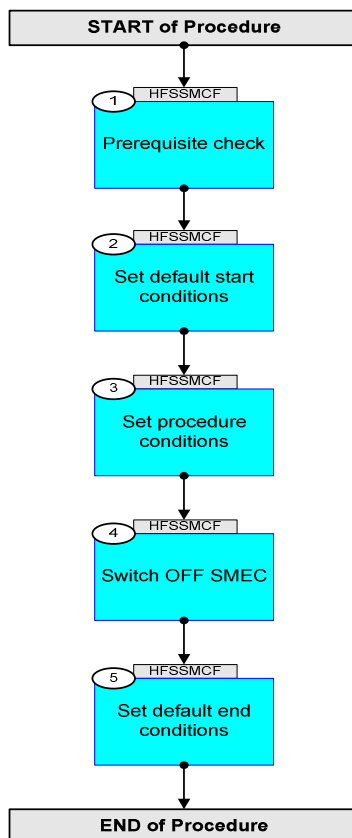 START of Procedure
HFSSMCF
1
Prerequisite check
HFSSMCF
2
Set default start
conditions
HFSSMCF
3
Set procedure
conditions
HFSSMCF
4
Switch OFF SMEC
HFSSMCF
5
Set default end
conditions
END of Procedure